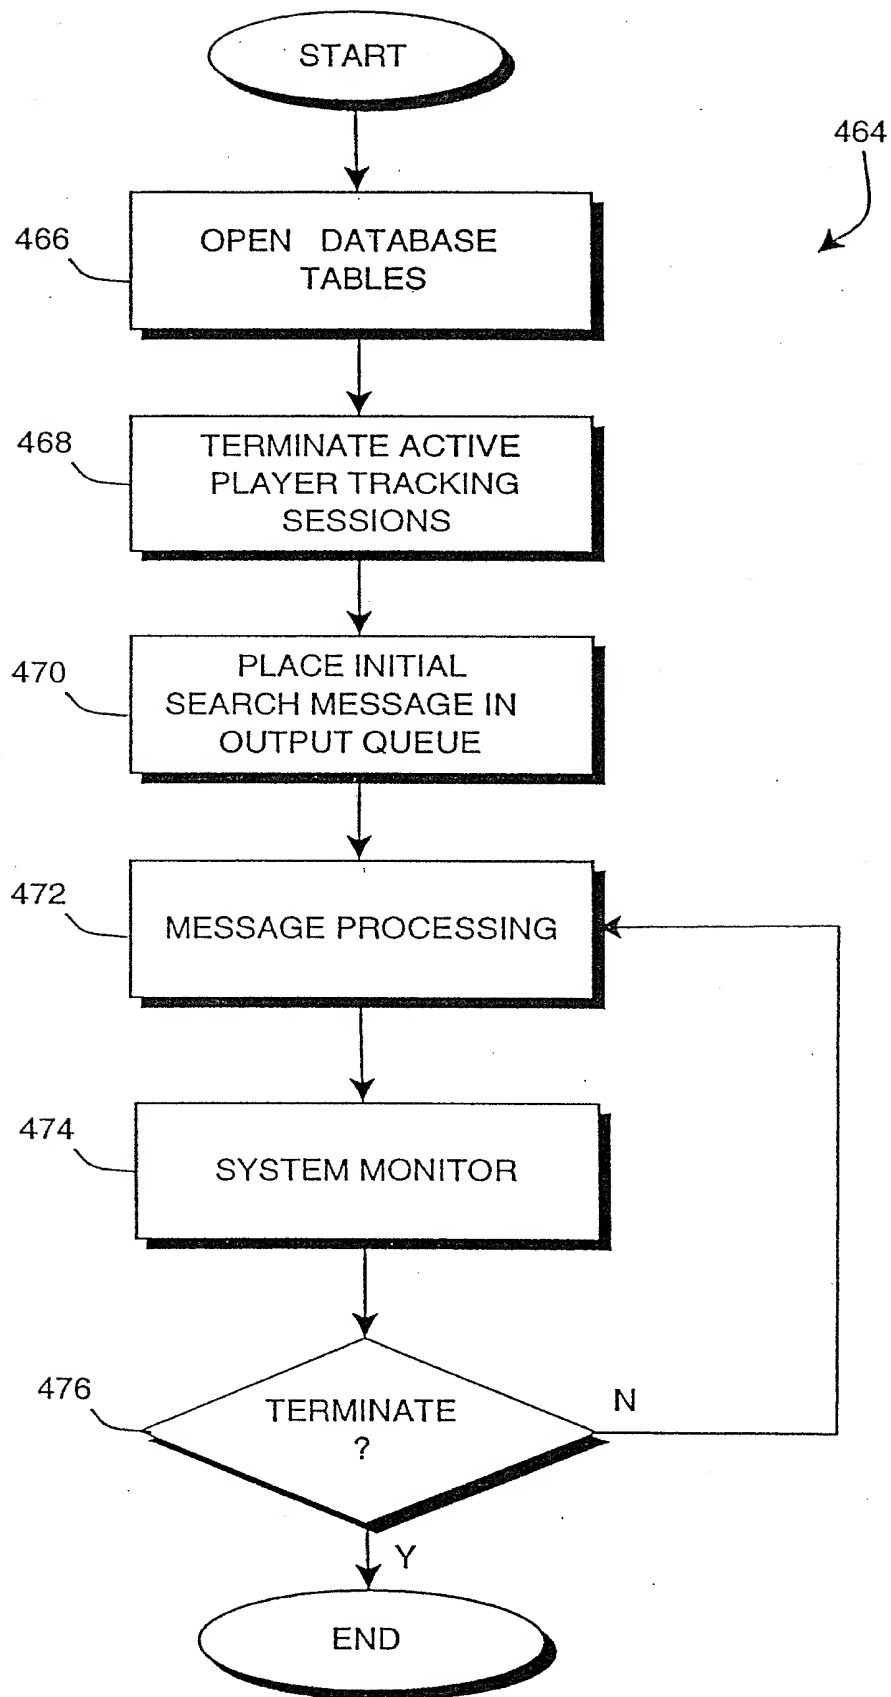 START
464
466
OPEN DATABASE
TABLES
468
TERMINATE ACTIVE
PLAYER TRACKING
SESSIONS
470
PLACE INITIAL
SEARCH MESSAGE IN
OUTPUT QUEUE
472
MESSAGE PROCESSING
474
SYSTEM MONITOR
476
TERMINATE
?
N
Y
END